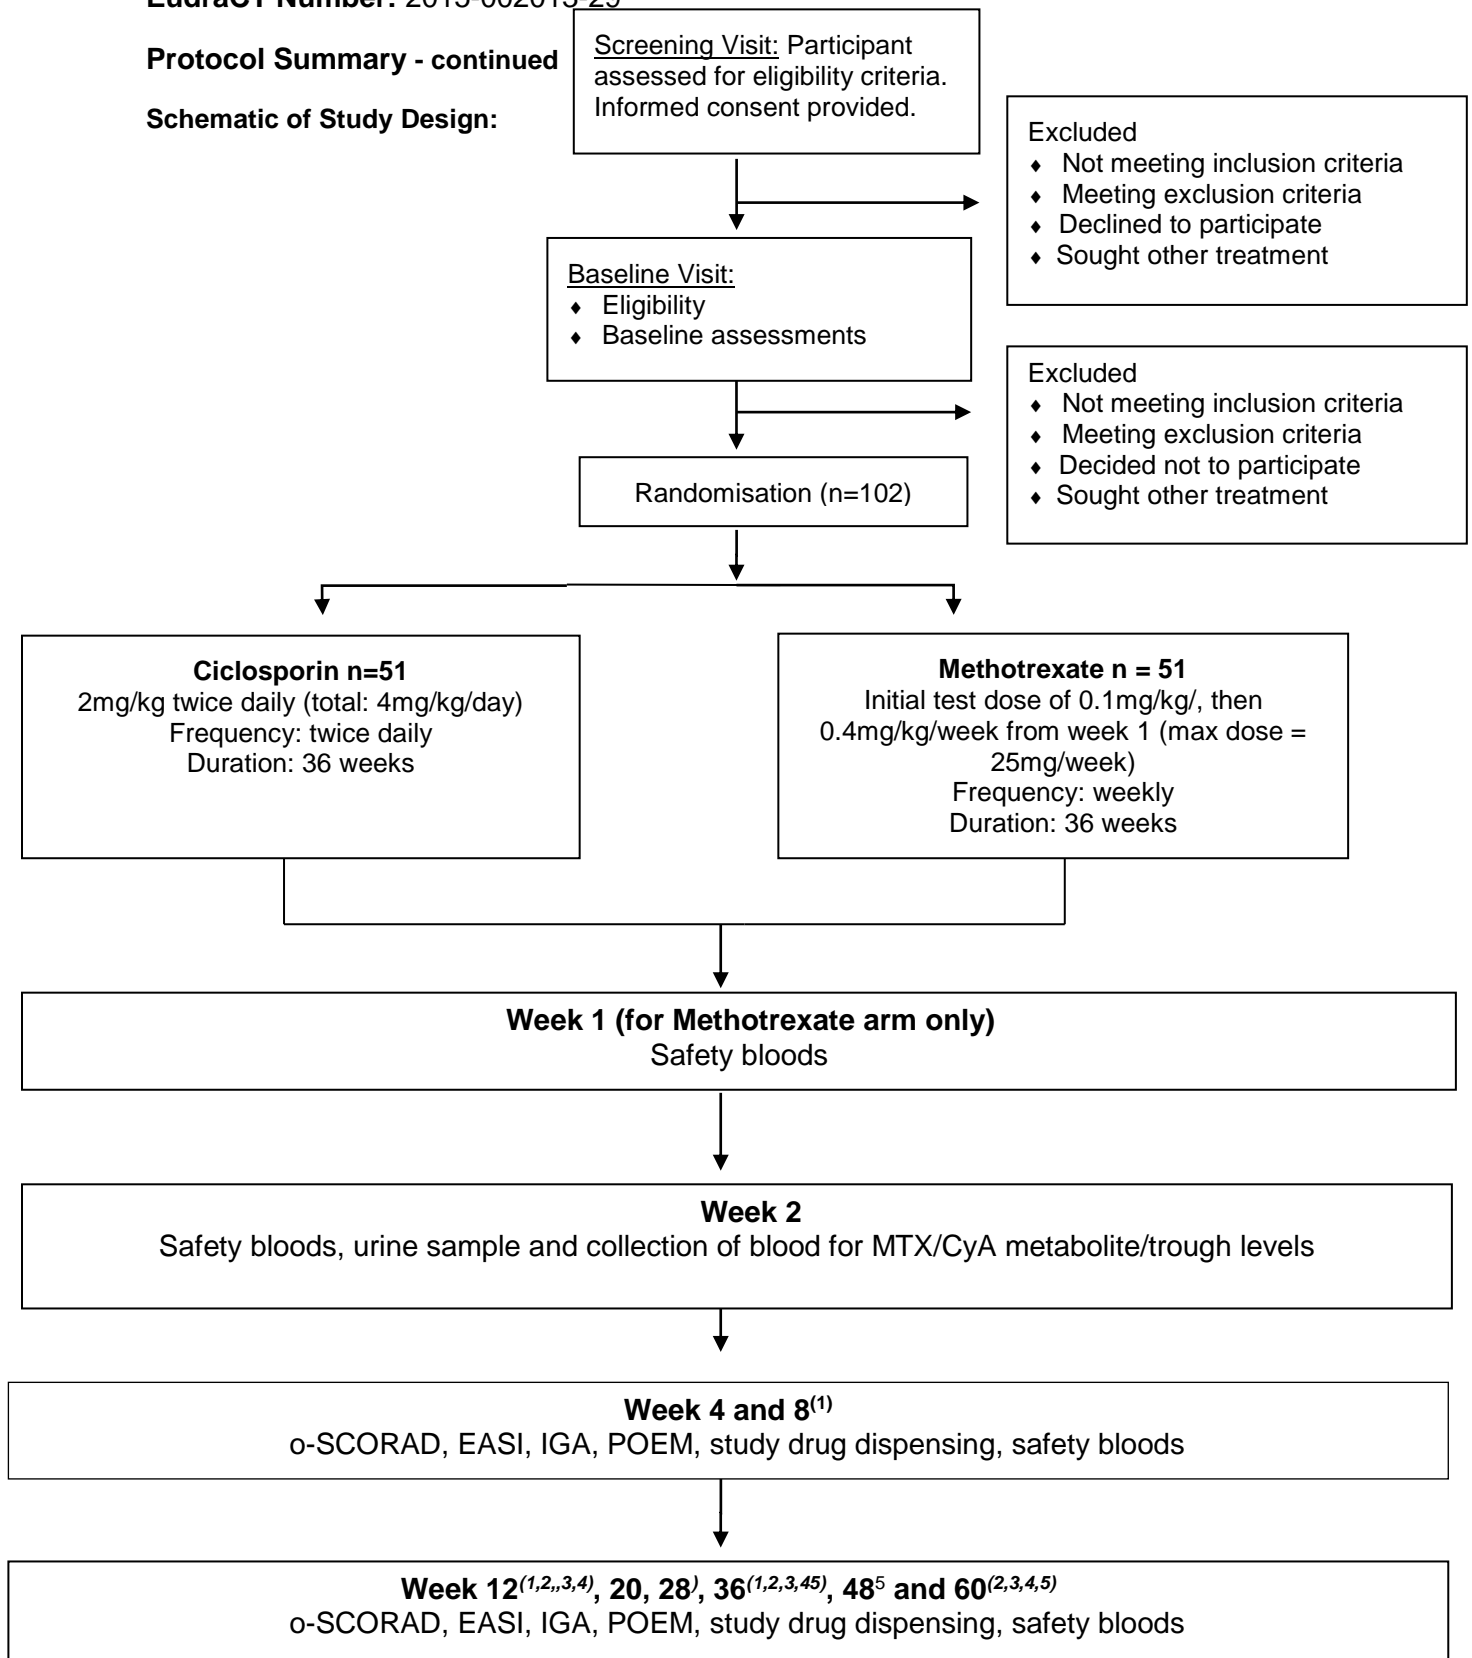 EudraCT Number: 2015-002013-29
Protocol Summary - continued
Schematic of Study Design:
Screening Visit: Participant
assessed for eligibility criteria.
Informed consent provided.
Excluded
♦ Not meeting inclusion criteria
♦ Meeting exclusion criteria
♦ Declined to participate
♦ Sought other treatment
Baseline Visit:
♦ Eligibility
♦ Baseline assessments
Excluded
♦ Not meeting inclusion criteria
♦ Meeting exclusion criteria
♦ Decided not to participate
♦ Sought other treatment
Randomisation (n=102)
Ciclosporin n=51
2mg/kg twice daily (total: 4mg/kg/day)
Frequency: twice daily
Duration: 36 weeks
Methotrexate n = 51
Initial test dose of 0.1mg/kg/, then
0.4mg/kg/week from week 1 (max dose =
25mg/week)
Frequency: weekly
Duration: 36 weeks
Week 1 (for Methotrexate arm only)
Safety bloods
Week 2
Safety bloods, urine sample and collection of blood for MTX/CyA metabolite/trough levels
Week 4 and 8(1)
o-SCORAD, EASI, IGA, POEM, study drug dispensing, safety bloods
Week 12(1,2,,3,4), 20, 28), 36(1,2,3,45), 485 and 60(2,3,4,5)
o-SCORAD, EASI, IGA, POEM, study drug dispensing, safety bloods